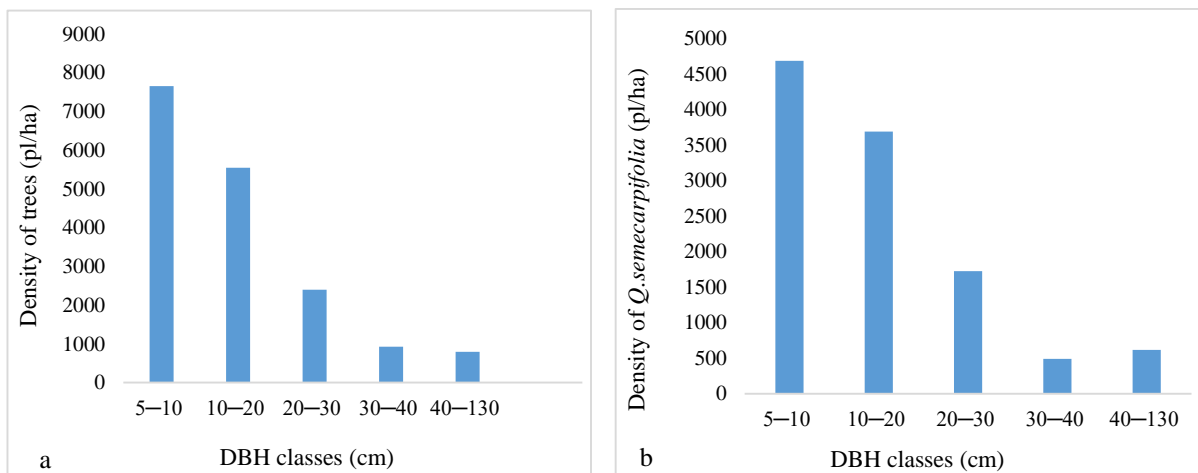 Density of trees (pl/ha)
9000
8000
7000
6000
5000
4000
3000
2000
1000
0
5–10 10–20 20–30 30–40 40–130
DBH classes (cm)
a
Density of Q.semecarpifolia (pl/ha)
5000
4500
4000
3500
3000
2500
2000
1500
1000
500
0
5–10 10–20 20–30 30–40 40–130
DBH classes (cm)
b